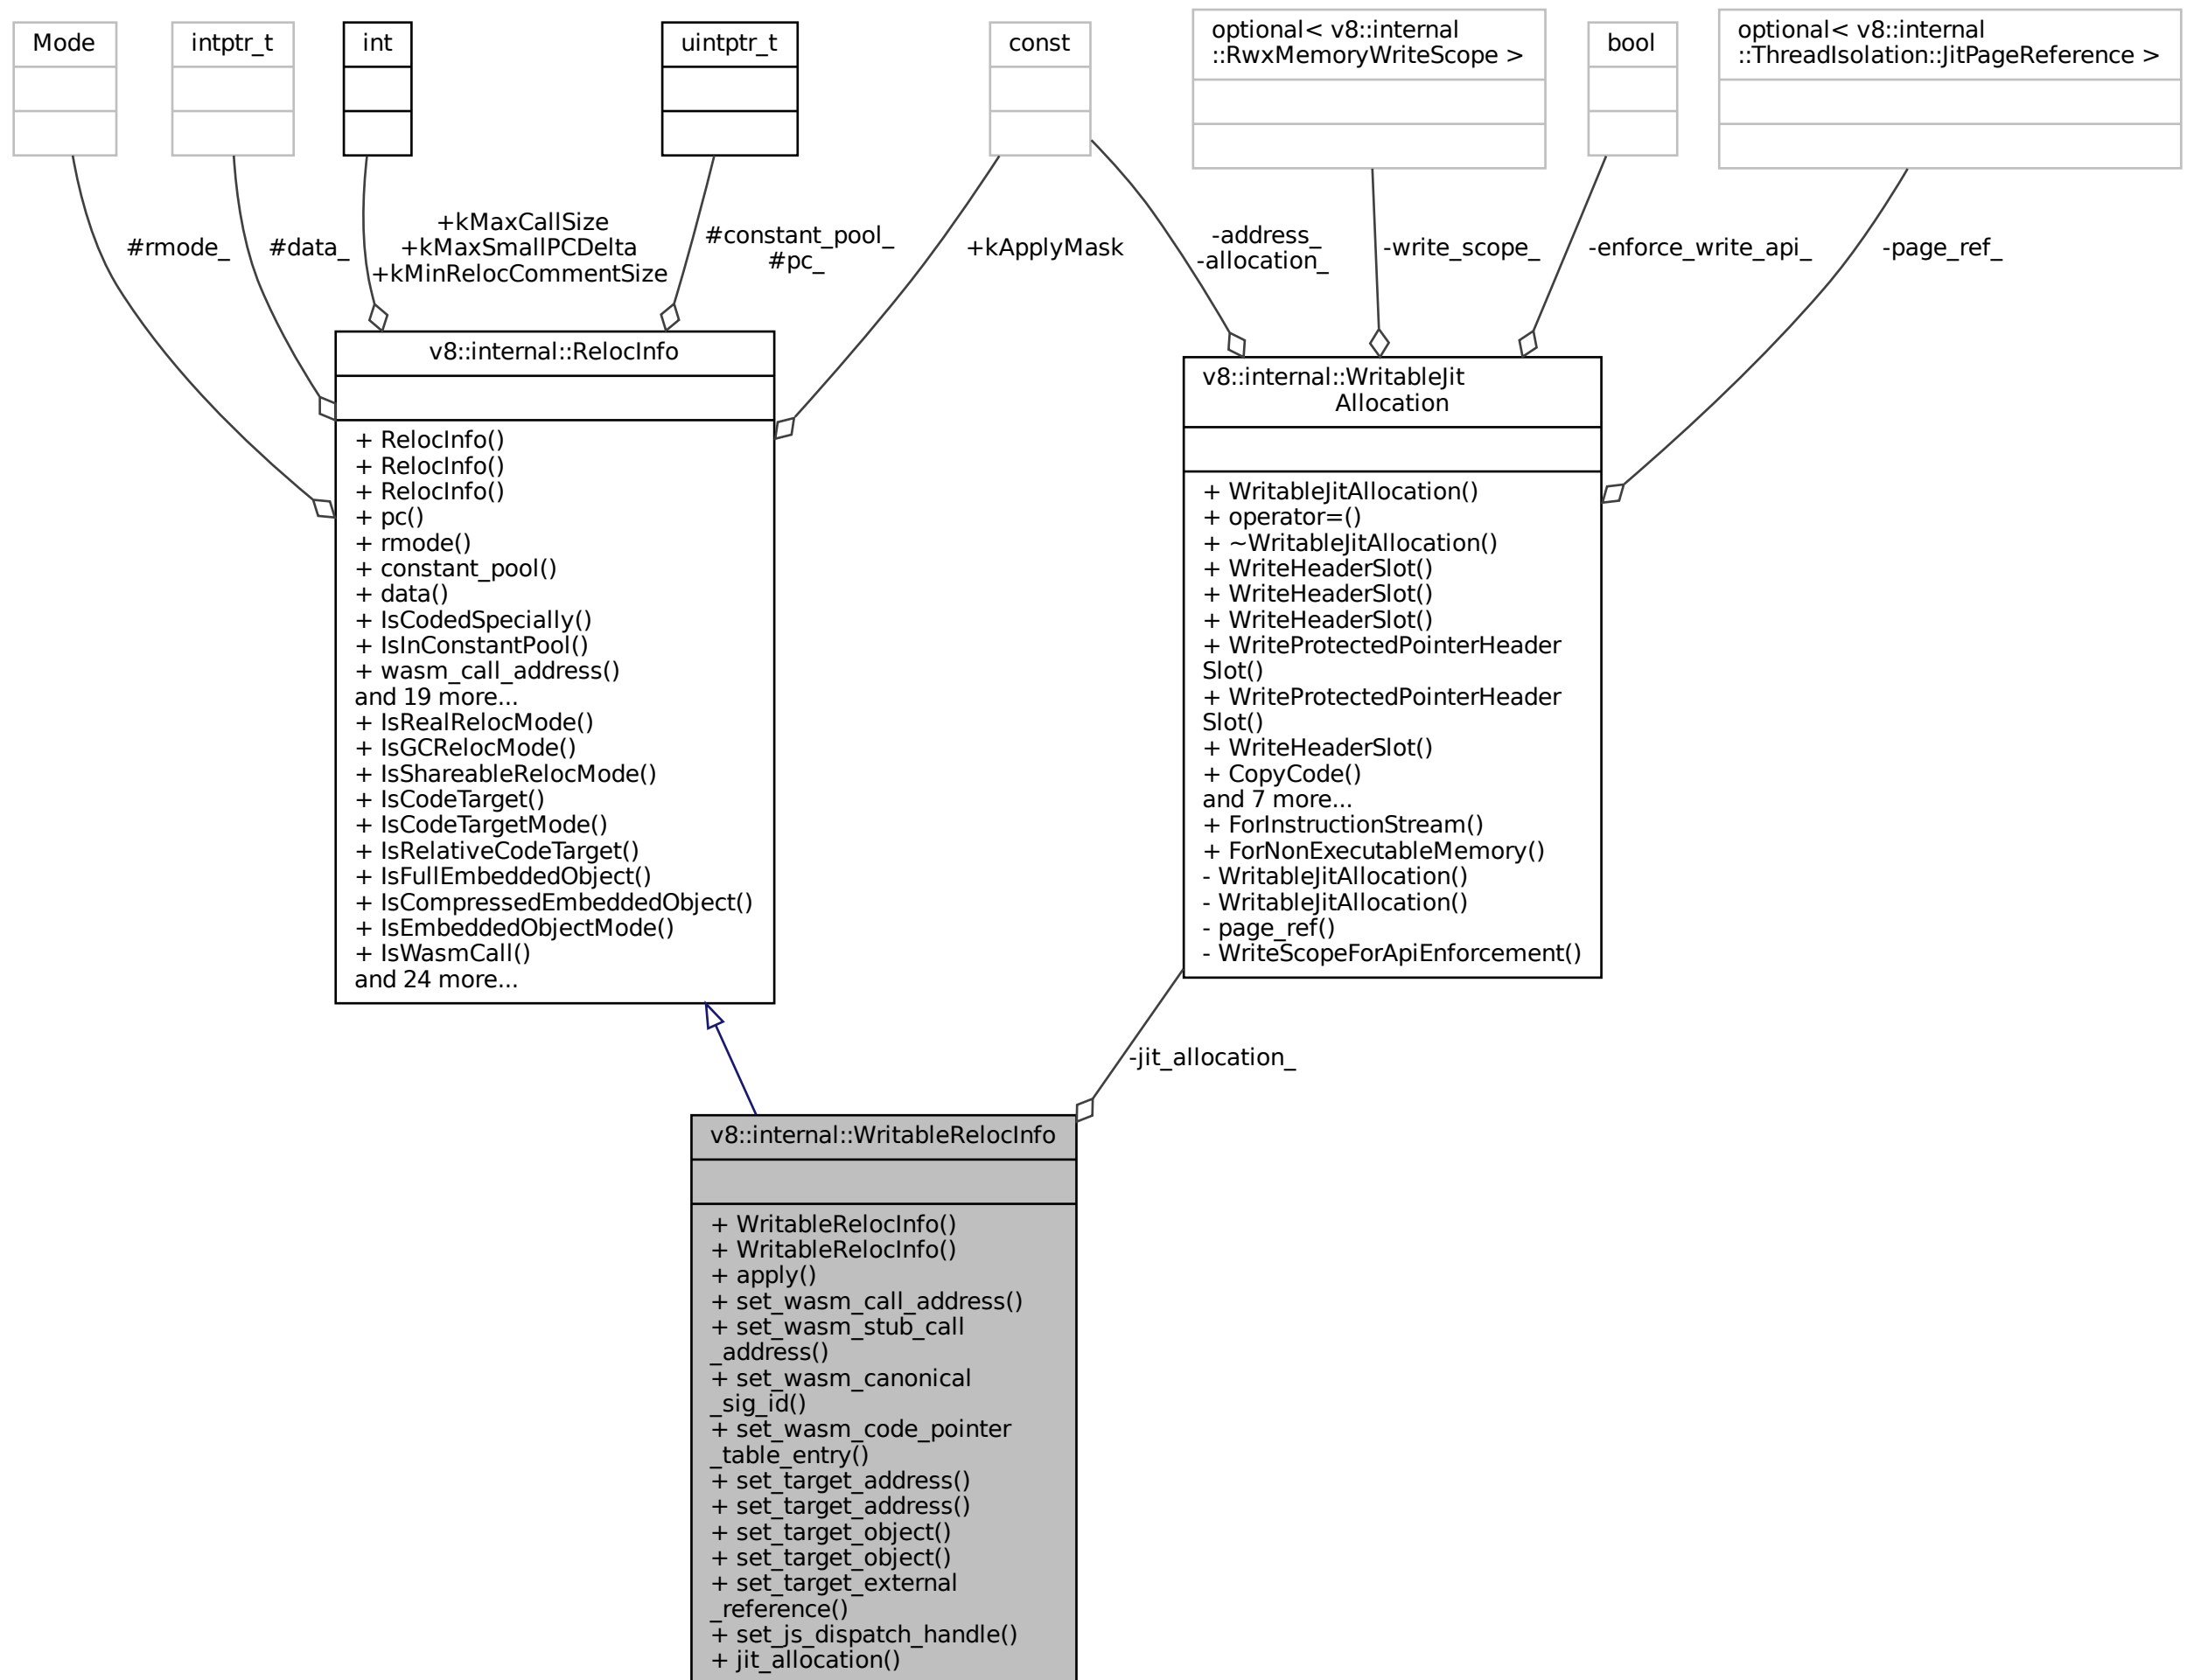 Mode
intptr_t
int
uintptr_t
const
optional< v8::internal
::RwxMemoryWriteScope >
bool
optional< v8::internal
::ThreadIsolation::JitPageReference >
#rmode_
#data_
+kMaxCallSize
+kMaxSmallPCDelta
+kMinRelocCommentSize
#constant_pool_
#pc_
+kApplyMask
-address_
-allocation_
-write_scope_
-enforce_write_api_
-page_ref_
v8::internal::RelocInfo
+ RelocInfo()
+ RelocInfo()
+ RelocInfo()
+ pc()
+ rmode()
+ constant_pool()
+ data()
+ IsCodedSpecially()
+ IsInConstantPool()
+ wasm_call_address()
and 19 more...
+ IsRealRelocMode()
+ IsGCRelocMode()
+ IsShareableRelocMode()
+ IsCodeTarget()
+ IsCodeTargetMode()
+ IsRelativeCodeTarget()
+ IsFullEmbeddedObject()
+ IsCompressedEmbeddedObject()
+ IsEmbeddedObjectMode()
+ IsWasmCall()
and 24 more...
v8::internal::WritableJit
Allocation
+ WritableJitAllocation()
+ operator=()
+ ~WritableJitAllocation()
+ WriteHeaderSlot()
+ WriteHeaderSlot()
+ WriteHeaderSlot()
+ WriteProtectedPointerHeader
Slot()
+ WriteProtectedPointerHeader
Slot()
+ WriteHeaderSlot()
+ CopyCode()
and 7 more...
+ ForInstructionStream()
+ ForNonExecutableMemory()
- WritableJitAllocation()
- WritableJitAllocation()
- page_ref()
- WriteScopeForApiEnforcement()
-jit_allocation_
v8::internal::WritableRelocInfo
+ WritableRelocInfo()
+ WritableRelocInfo()
+ apply()
+ set_wasm_call_address()
+ set_wasm_stub_call
_address()
+ set_wasm_canonical
_sig_id()
+ set_wasm_code_pointer
_table_entry()
+ set_target_address()
+ set_target_address()
+ set_target_object()
+ set_target_object()
+ set_target_external
_reference()
+ set_js_dispatch_handle()
+ jit_allocation()